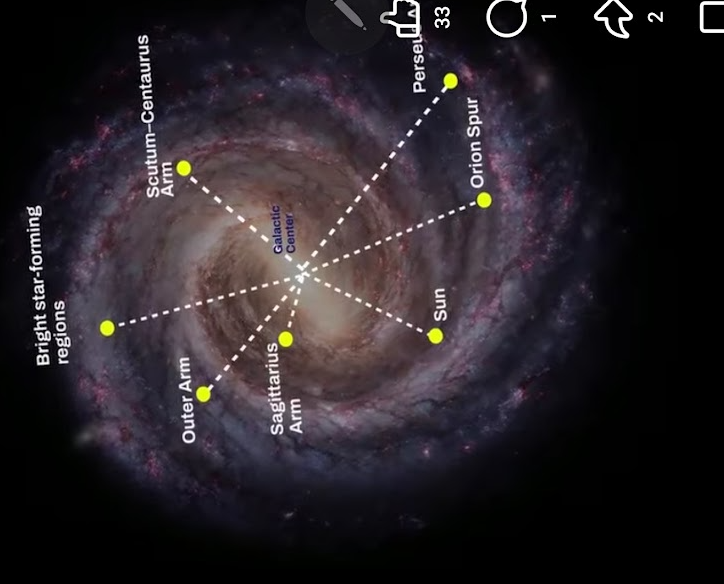 33
1
2
Perseu
Orion Spur
Scutum–Centaurus
Arm
Galactic
Center
Bright star-forming
regions
Sun
Outer Arm
Sagittarius
Arm